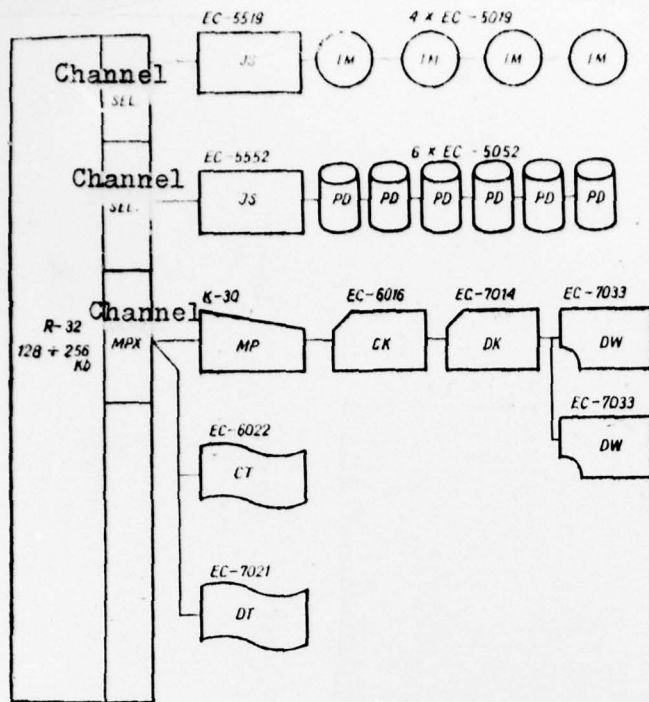 EC-5519
4 x EC-5019
Channel
SEL.
JS
TM
TM
TM
TM
EC-5552
6 x EC-5052
Channel
SEL.
JS
PD
PD
PD
PD
PD
PD
Channel
R-32
128 ÷ 256
Kb
MPX
K-30
MP
EC-6016
CK
EC-7014
DK
EC-7033
DW
EC-7033
DW
EC-6022
CT
EC-7021
DT